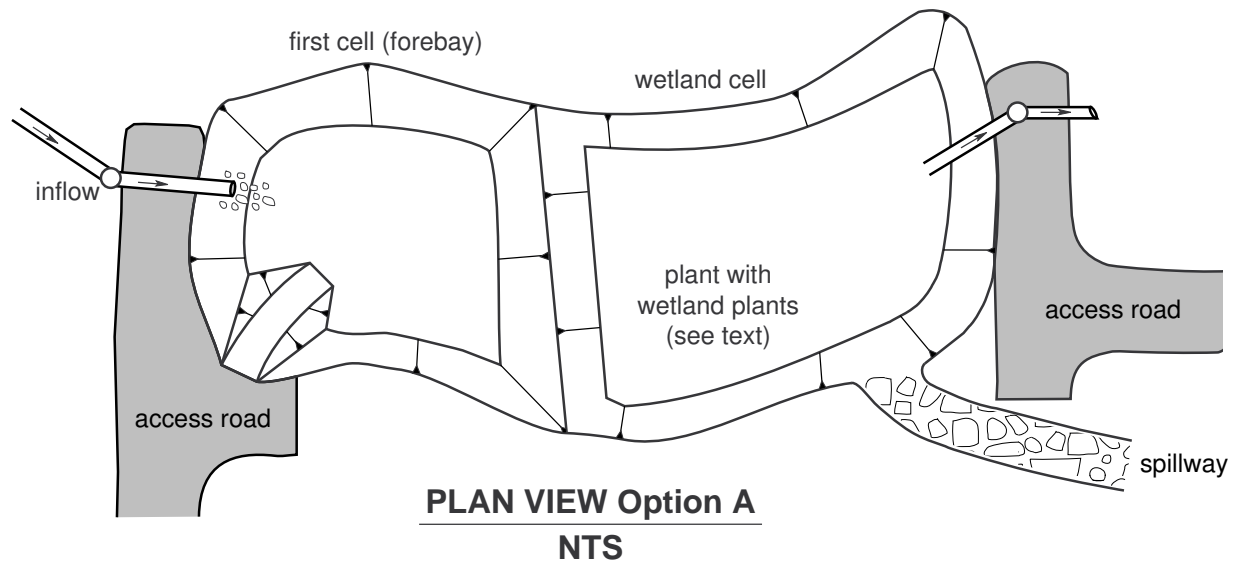 first cell (forebay)
wetland cell
inflow
plant with
wetland plants
(see text)
access road
access road
spillway
PLAN VIEW Option A
NTS